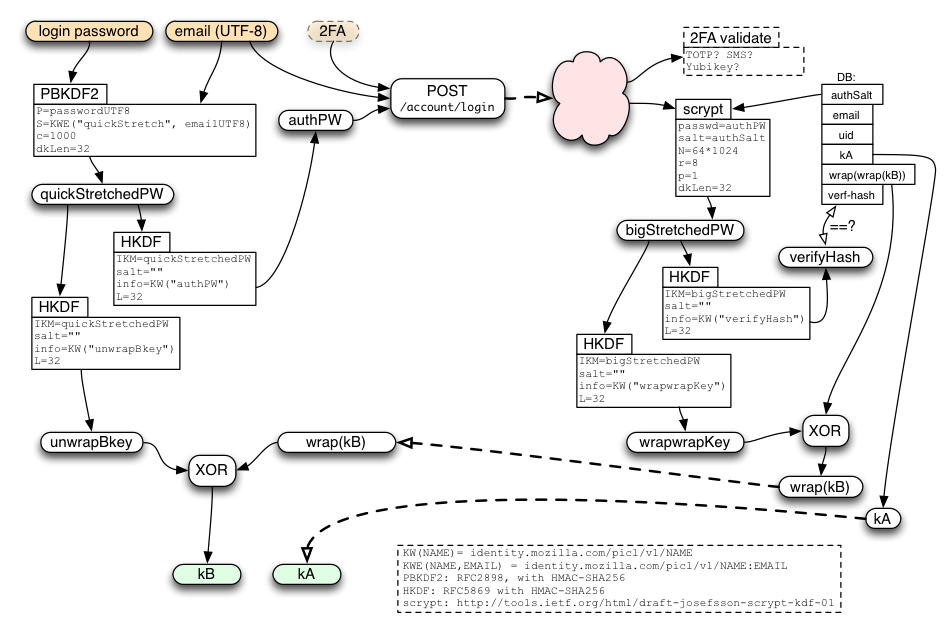 login password
email (UTF-8)
2FA
2FA validate
TOTP? SMS?
Yubikey?
PBKDF2
P=passwordUTF8
S=KWE("quickStretch", emailUTF8)
c=1000
dkLen=32
POST
/account/login
authPW
DB:
authSalt
email
uid
kA
wrap(wrap(kB))
verf-hash
scrypt
passwd=authPW
salt=authSalt
N=64*1024
r=8
p=1
dkLen=32
quickStretchedPW
HKDF
IKM=quickStretchedPW
salt=""
info=KW("authPW")
L=32
bigStretchedPW
==?
verifyHash
HKDF
IKM=bigStretchedPW
salt=""
info=KW("verifyHash")
L=32
HKDF
IKM=quickStretchedPW
salt=""
info=KW("unwrapBkey")
L=32
HKDF
IKM=bigStretchedPW
salt=""
info=KW("wrapwrapKey")
L=32
unwrapBkey
wrap(kB)
XOR
wrapwrapKey
XOR
wrap(kB)
kA
kB
kA
KW(NAME)= identity.mozilla.com/picl/v1/NAME
KWE(NAME,EMAIL) = identity.mozilla.com/picl/v1/NAME:EMAIL
PBKDF2: RFC2898, with HMAC-SHA256
HKDF: RFC5869 with HMAC-SHA256
scrypt: http://tools.ietf.org/html/draft-josefsson-scrypt-kdf-01